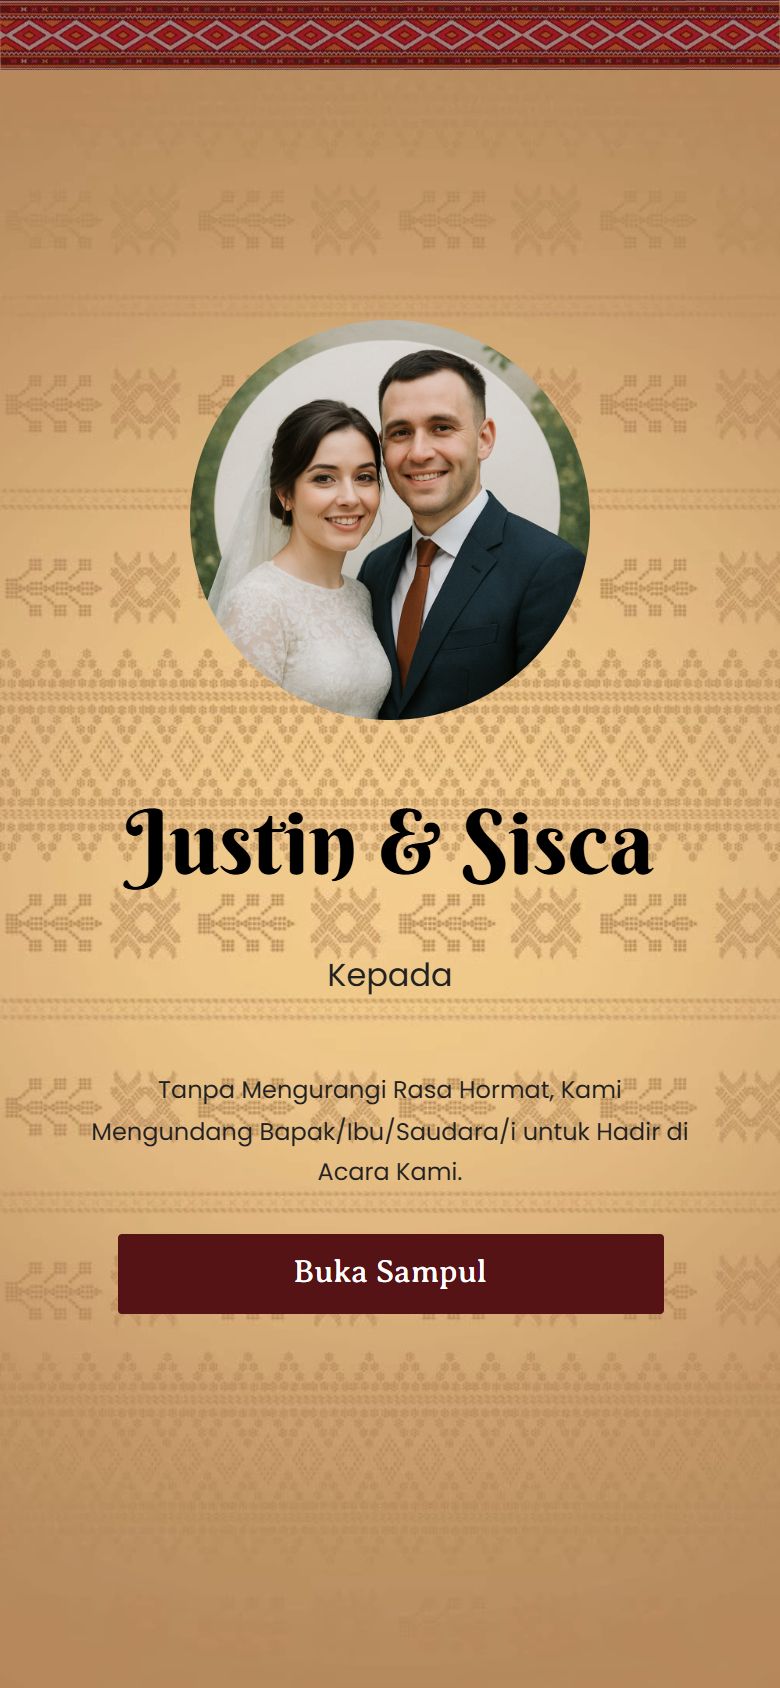 Justin & Sisca
Kepada
Tanpa Mengurangi Rasa Hormat, Kami
Mengundang Bapak/Ibu/Saudara/i untuk Hadir di
Acara Kami.
Buka Sampul